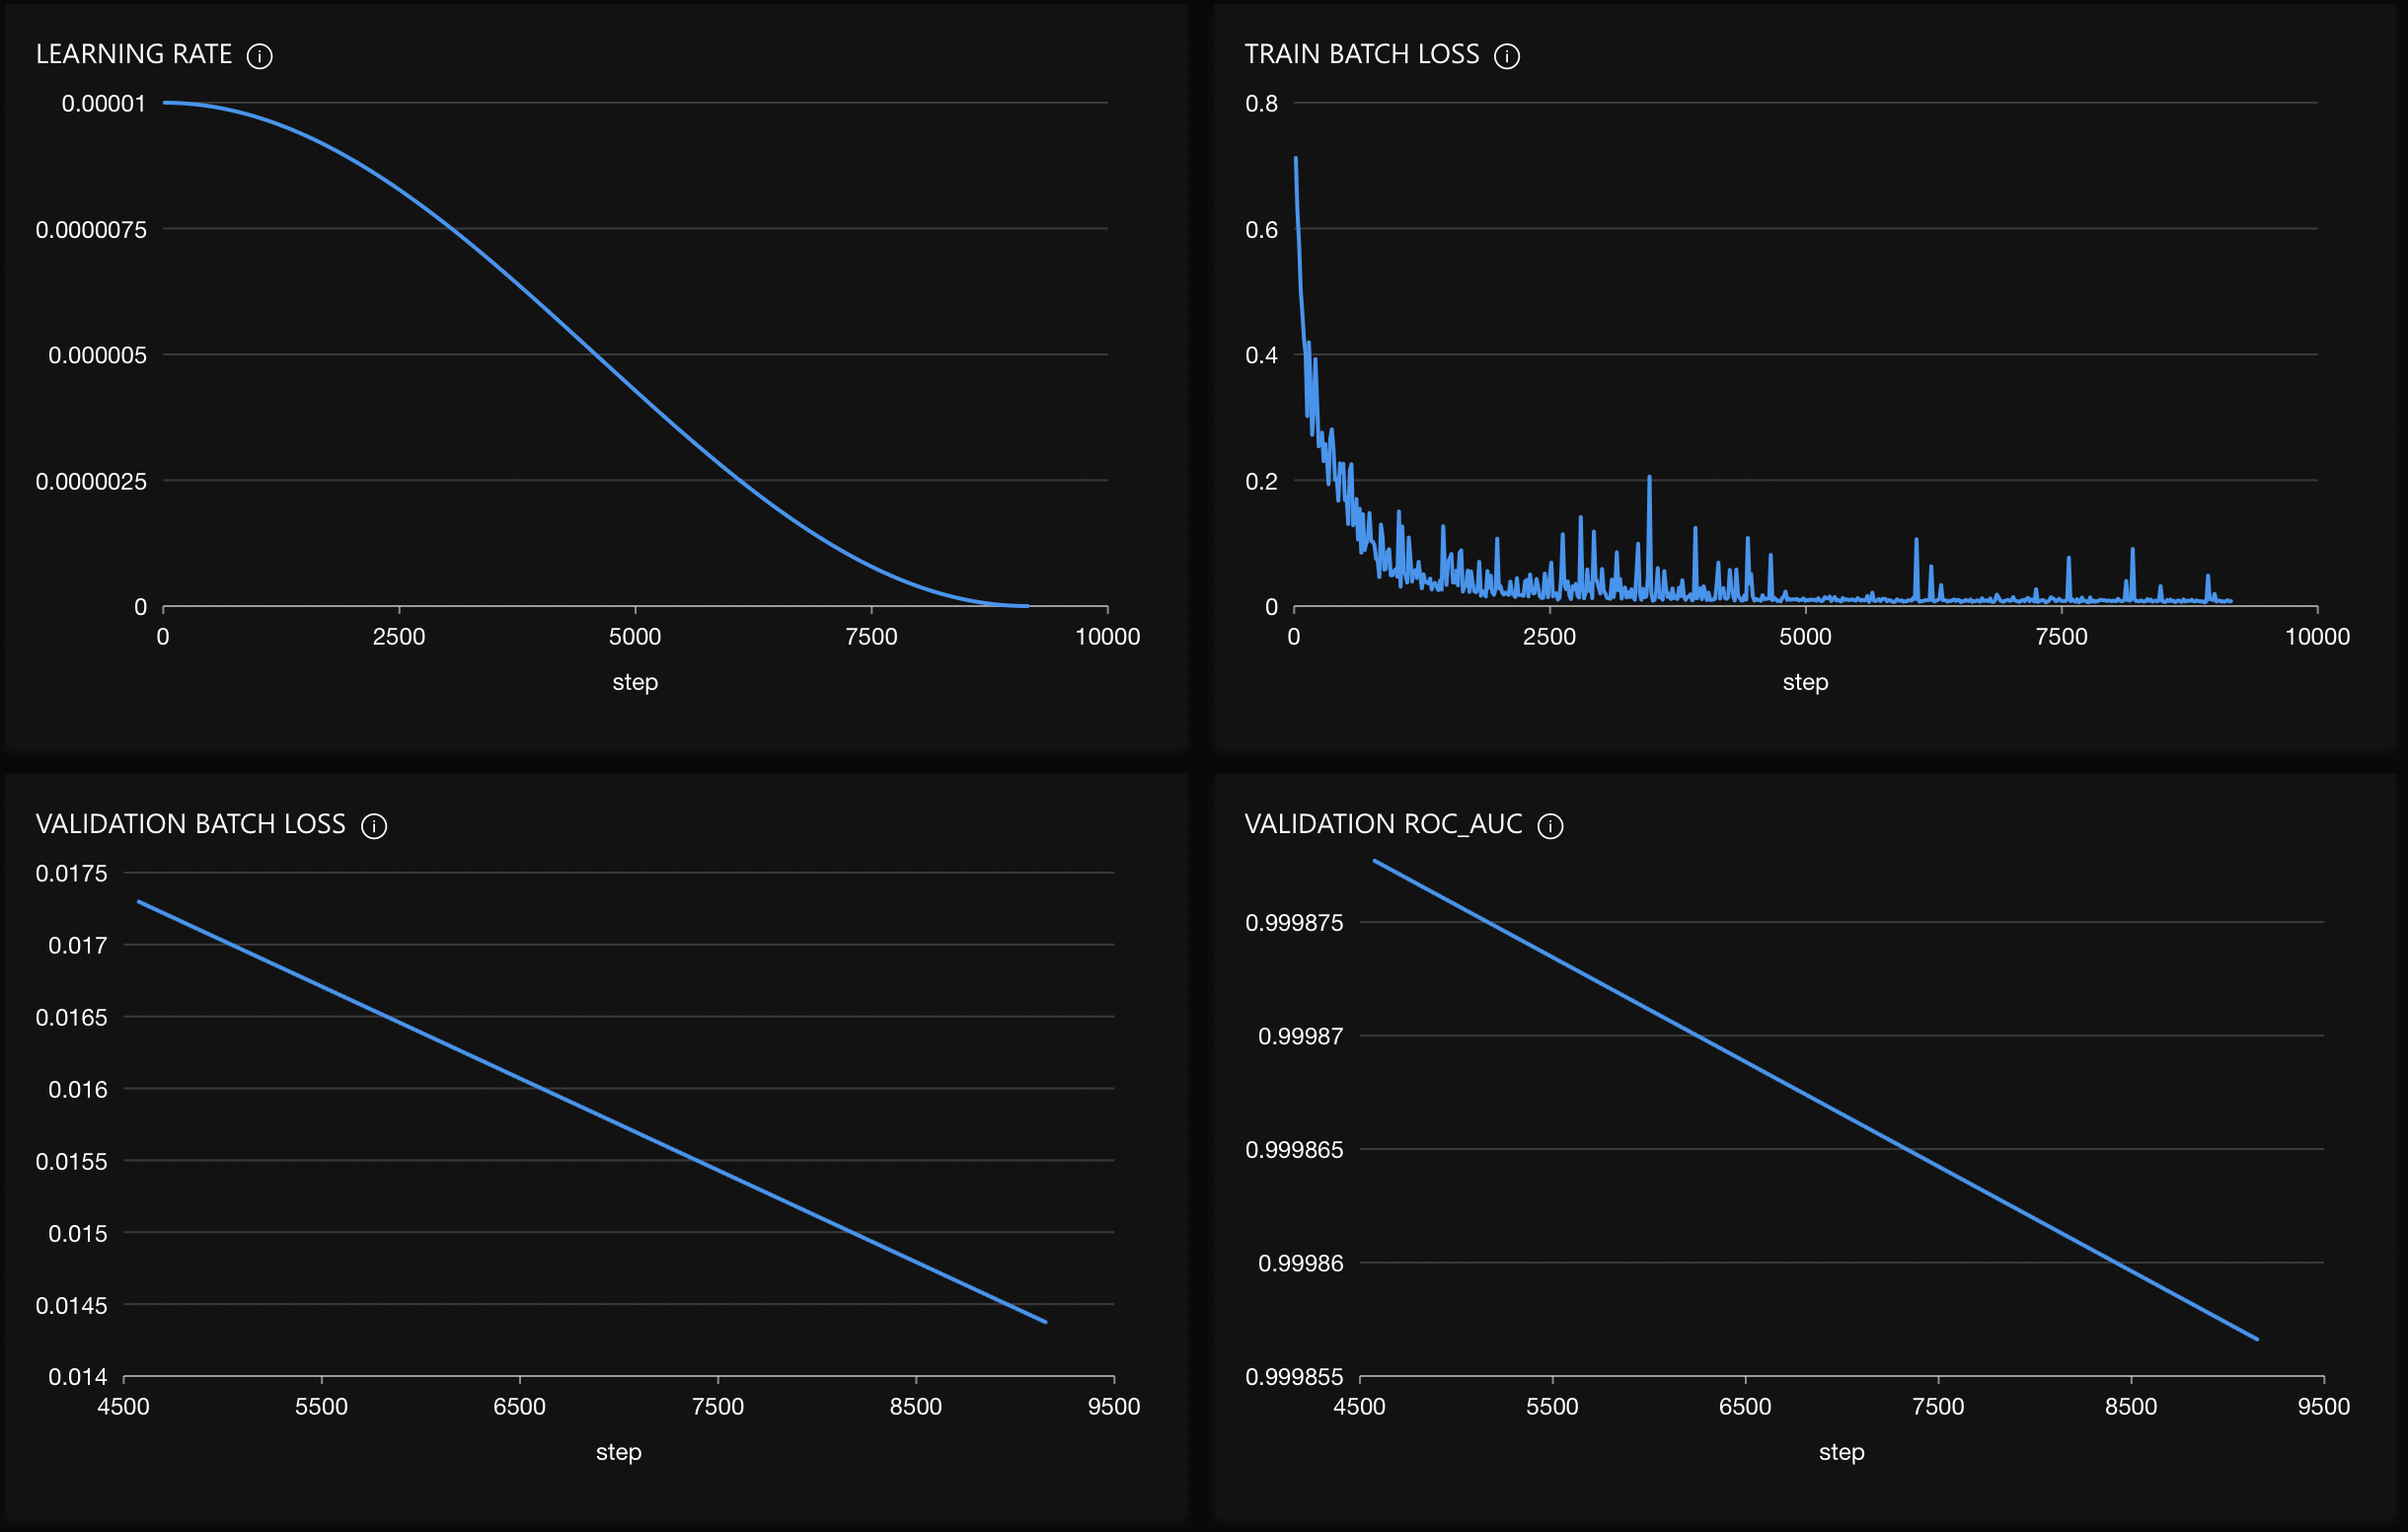 LEARNING RATE
0.00001
0.0000075
0.000005
0.0000025
0
0 2500 5000 7500 10000
step
TRAIN BATCH LOSS
0.8
0.6
0.4
0.2
0
0 2500 5000 7500 10000
step
VALIDATION BATCH LOSS
0.0175
0.017
0.0165
0.016
0.0155
0.015
0.0145
0.014
4500 5500 6500 7500 8500 9500
step
VALIDATION ROC_AUC
0.999875
0.99987
0.999865
0.99986
0.999855
4500 5500 6500 7500 8500 9500
step